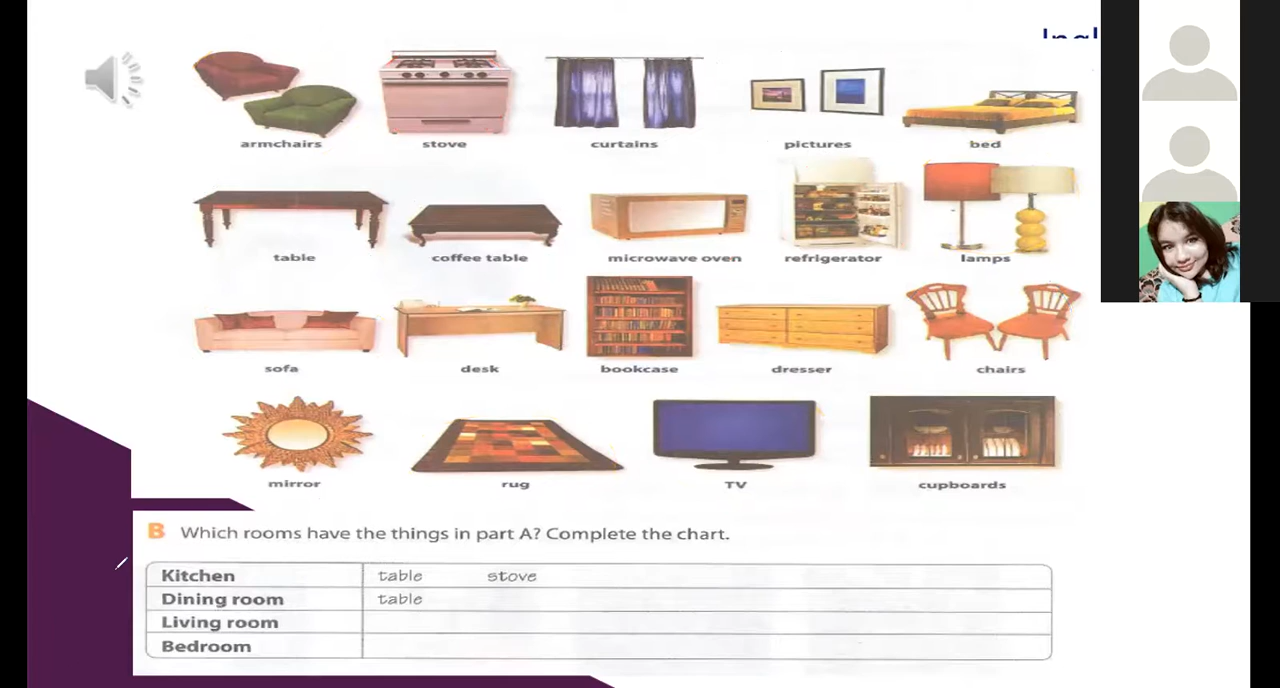 armchairs stove curtains pictures bed
table coffee table microwave oven refrigerator lamps
sofa desk bookcase dresser chairs
mirror rug TV cupboards
B Which rooms have the things in part A? Complete the chart.
Kitchen table stove
Dining room table
Living room
Bedroom